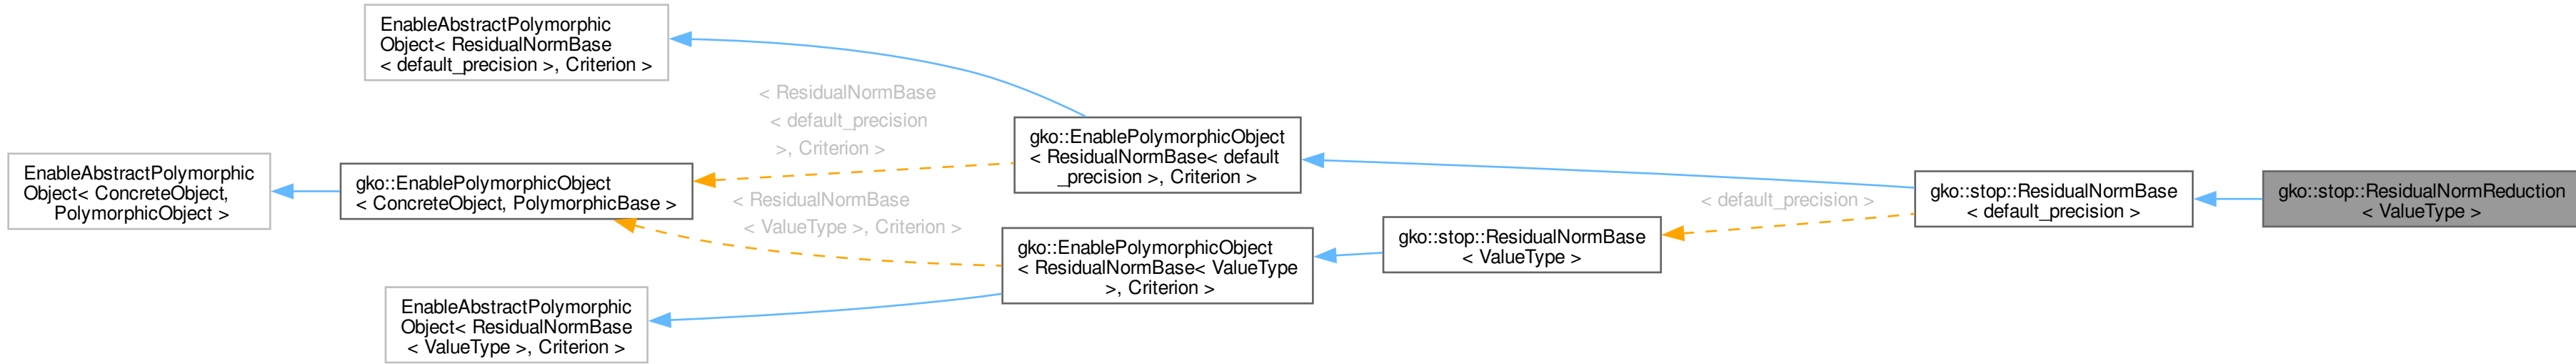 EnableAbstractPolymorphic
Object< ResidualNormBase
< default_precision >, Criterion >
< ResidualNormBase
< default_precision
>, Criterion >
EnableAbstractPolymorphic
Object< ConcreteObject,
PolymorphicObject >
gko::EnablePolymorphicObject
< ConcreteObject, PolymorphicBase >
gko::EnablePolymorphicObject
< ResidualNormBase< default
_precision >, Criterion >
< ResidualNormBase
< ValueType >, Criterion >
gko::EnablePolymorphicObject
< ResidualNormBase< ValueType
>, Criterion >
EnableAbstractPolymorphic
Object< ResidualNormBase
< ValueType >, Criterion >
gko::stop::ResidualNormBase
< ValueType >
< default_precision >
gko::stop::ResidualNormBase
< default_precision >
gko::stop::ResidualNormReduction
< ValueType >